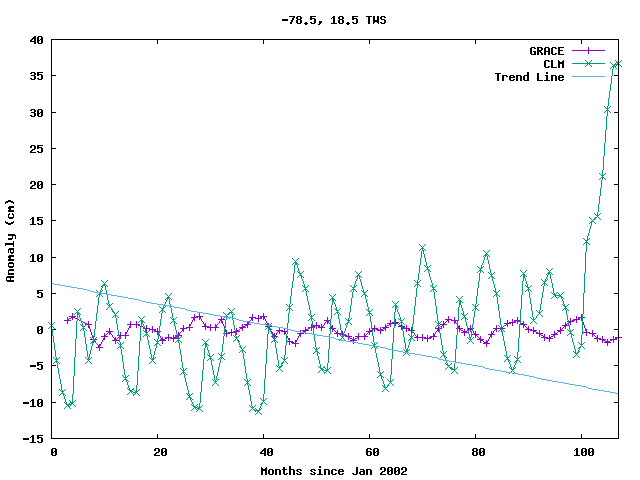 -78.5, 18.5 TWS
GRACE
CLM
Trend Line
Anomaly (cm)
40
35
30
25
20
15
10
5
0
-5
-10
-15
0 20 40 60 80 100
Months since Jan 2002